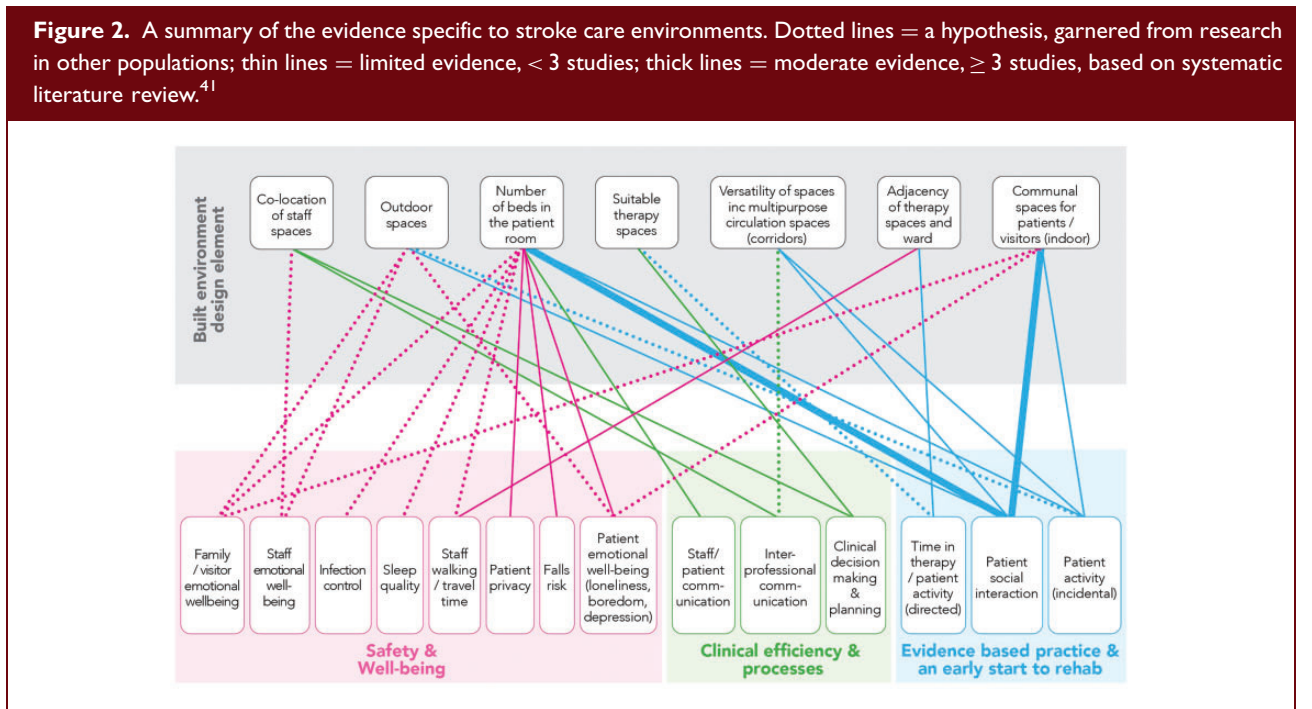 Figure 2. A summary of the evidence specific to stroke care environments. Dotted lines = a hypothesis, garnered from research
in other populations; thin lines = limited evidence, < 3 studies; thick lines = moderate evidence, ≥ 3 studies, based on systematic
literature review.41
Built environment
design element
Co-location
of staff
spaces
Outdoor
spaces
Number
of beds in
the patient
room
Suitable
therapy
spaces
Versatility of spaces
inc multipurpose
circulation spaces
(corridors)
Adjacency
of therapy
spaces and
ward
Communal
spaces for
patients /
visitors (indoor)
Family
/ visitor
emotional
wellbeing
Staff
emotional
well-
being
Infection
control
Sleep
quality
Staff
walking
/ travel
time
Patient
privacy
Falls
risk
Patient
emotional
well-being
(loneliness,
boredom,
depression)
Staff/
patient
comm-
unication
Inter-
professional
comm-
unication
Clinical
decision
making
&
planning
Time in
therapy
/ patient
activity
(directed)
Patient
social
interaction
Patient
activity
(incidental)
Safety &
Well-being
Clinical efficiency &
processes
Evidence based practice &
an early start to rehab